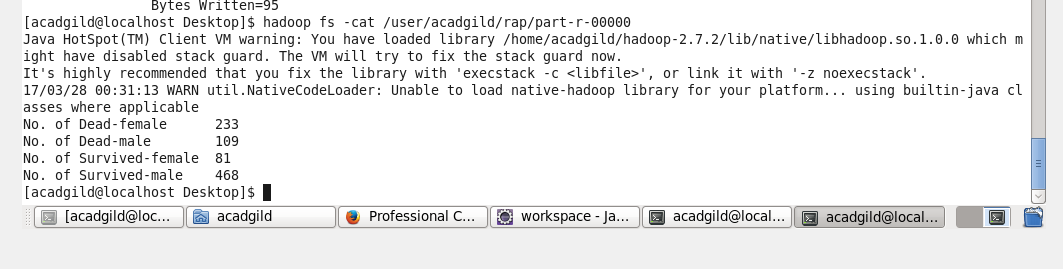 Bytes Written=95
[acadgild@localhost Desktop]$ hadoop fs -cat /user/acadgild/rap/part-r-00000
Java HotSpot(TM) Client VM warning: You have loaded library /home/acadgild/hadoop-2.7.2/lib/native/libhadoop.so.1.0.0 which m
ight have disabled stack guard. The VM will try to fix the stack guard now.
It's highly recommended that you fix the library with 'execstack -c <libfile>', or link it with '-z noexecstack'.
17/03/28 00:31:13 WARN util.NativeCodeLoader: Unable to load native-hadoop library for your platform... using builtin-java cl
asses where applicable
No. of Dead-female 233
No. of Dead-male 109
No. of Survived-female 81
No. of Survived-male 468
[acadgild@localhost Desktop]$
[acadgild@loc... acadgild Professional C... workspace - Ja... acadgild@local... acadgild@local...